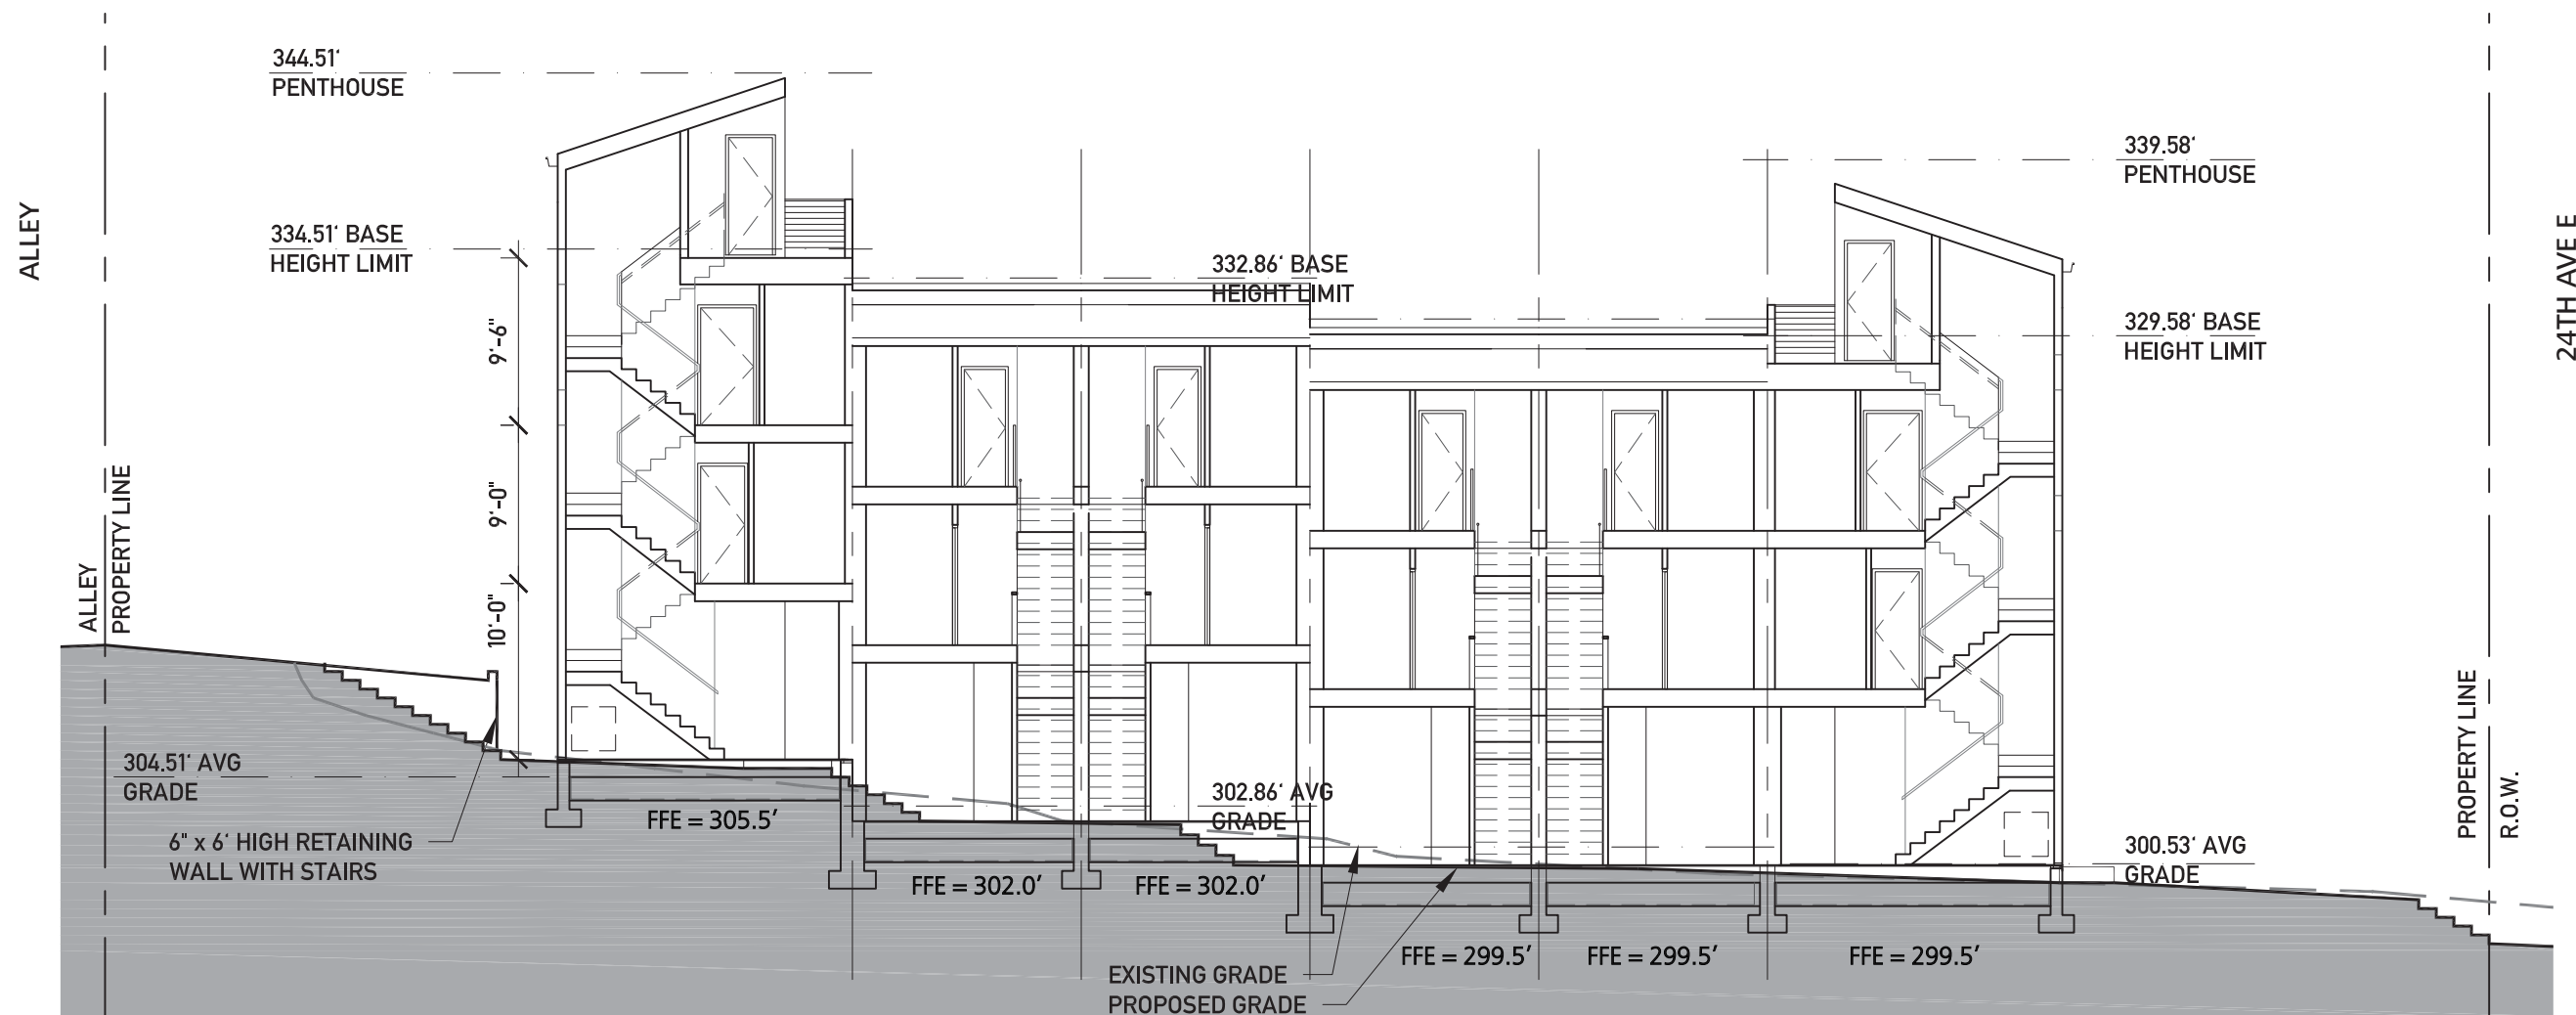 344.51'
PENTHOUSE
339.58'
PENTHOUSE
ALLEY
334.51' BASE
HEIGHT LIMIT
332.86' BASE
HEIGHT LIMIT
329.58' BASE
HEIGHT LIMIT
24TH AVE E
9'-6"
9'-0"
10'-0"
ALLEY
PROPERTY LINE
PROPERTY LINE
R.O.W.
304.51' AVG
GRADE
302.86' AVG
GRADE
300.53' AVG
GRADE
6" x 6' HIGH RETAINING
WALL WITH STAIRS
FFE = 305.5'
FFE = 302.0'
FFE = 302.0'
FFE = 299.5'
FFE = 299.5'
FFE = 299.5'
EXISTING GRADE
PROPOSED GRADE